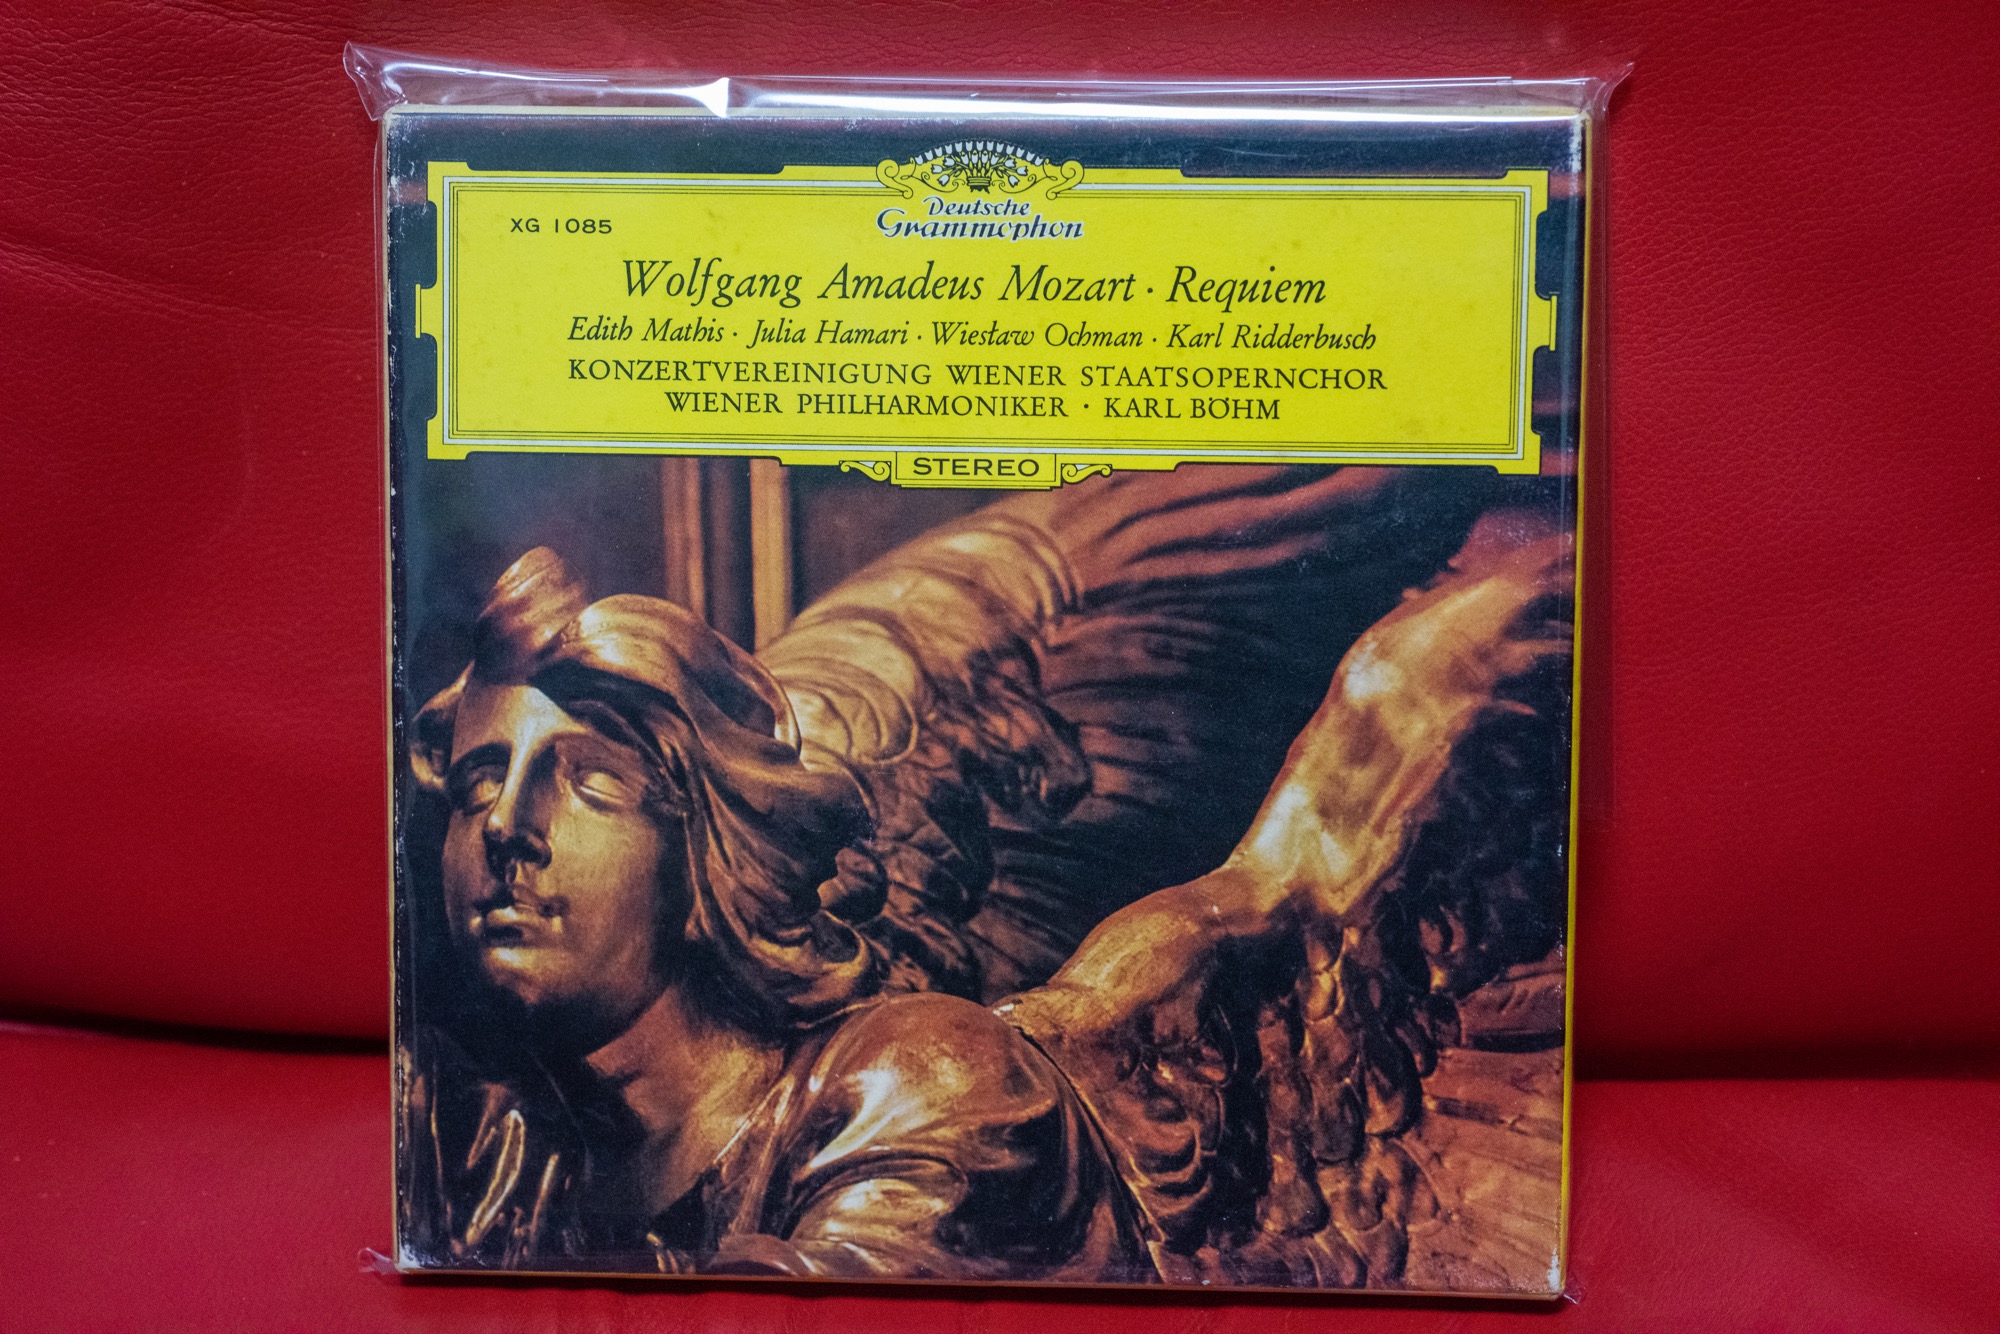 XG 1085
Deutsche
Grammophon
Wolfgang Amadeus Mozart · Requiem
Edith Mathis · Julia Hamari · Wiesław Ochman · Karl Ridderbusch
KONZERTVEREINIGUNG WIENER STAATSOPERNCHOR
WIENER PHILHARMONIKER · KARL BÖHM
STEREO